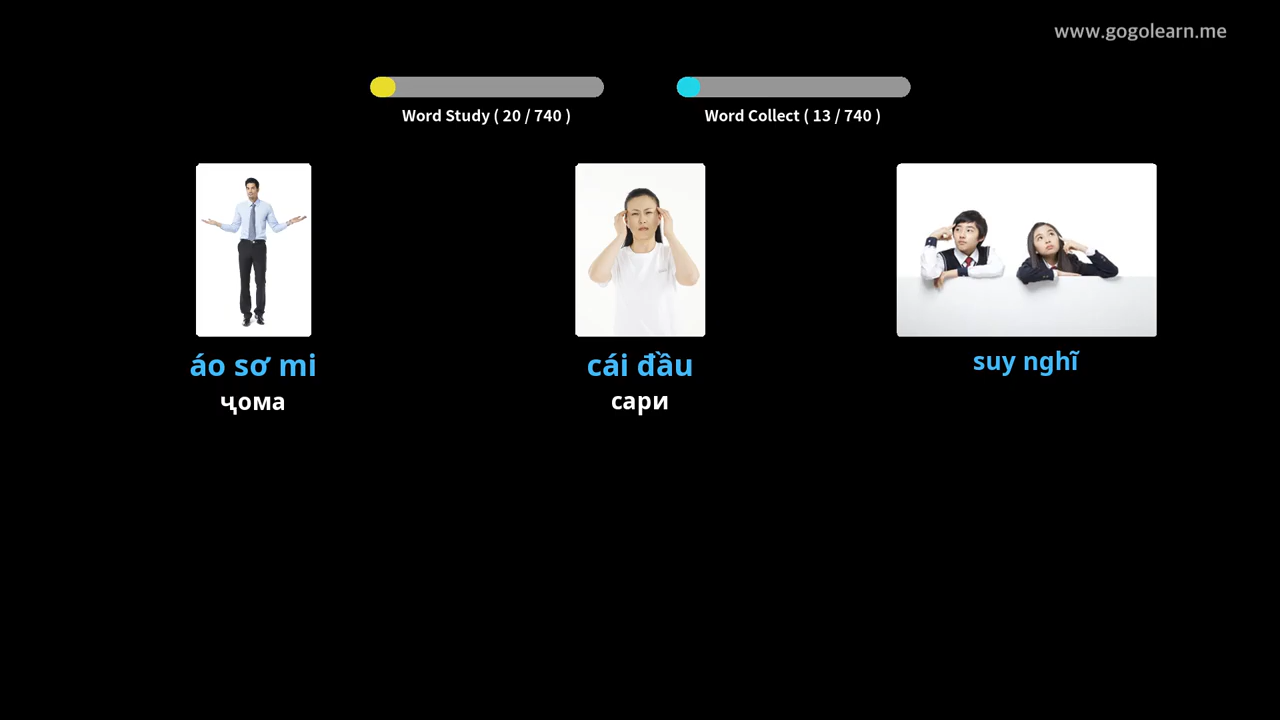 www.gogolearn.me
Word Study ( 20 / 740 )
Word Collect ( 13 / 740 )
áo sơ mi
ҷома
cái đầu
сари
suy nghĩ